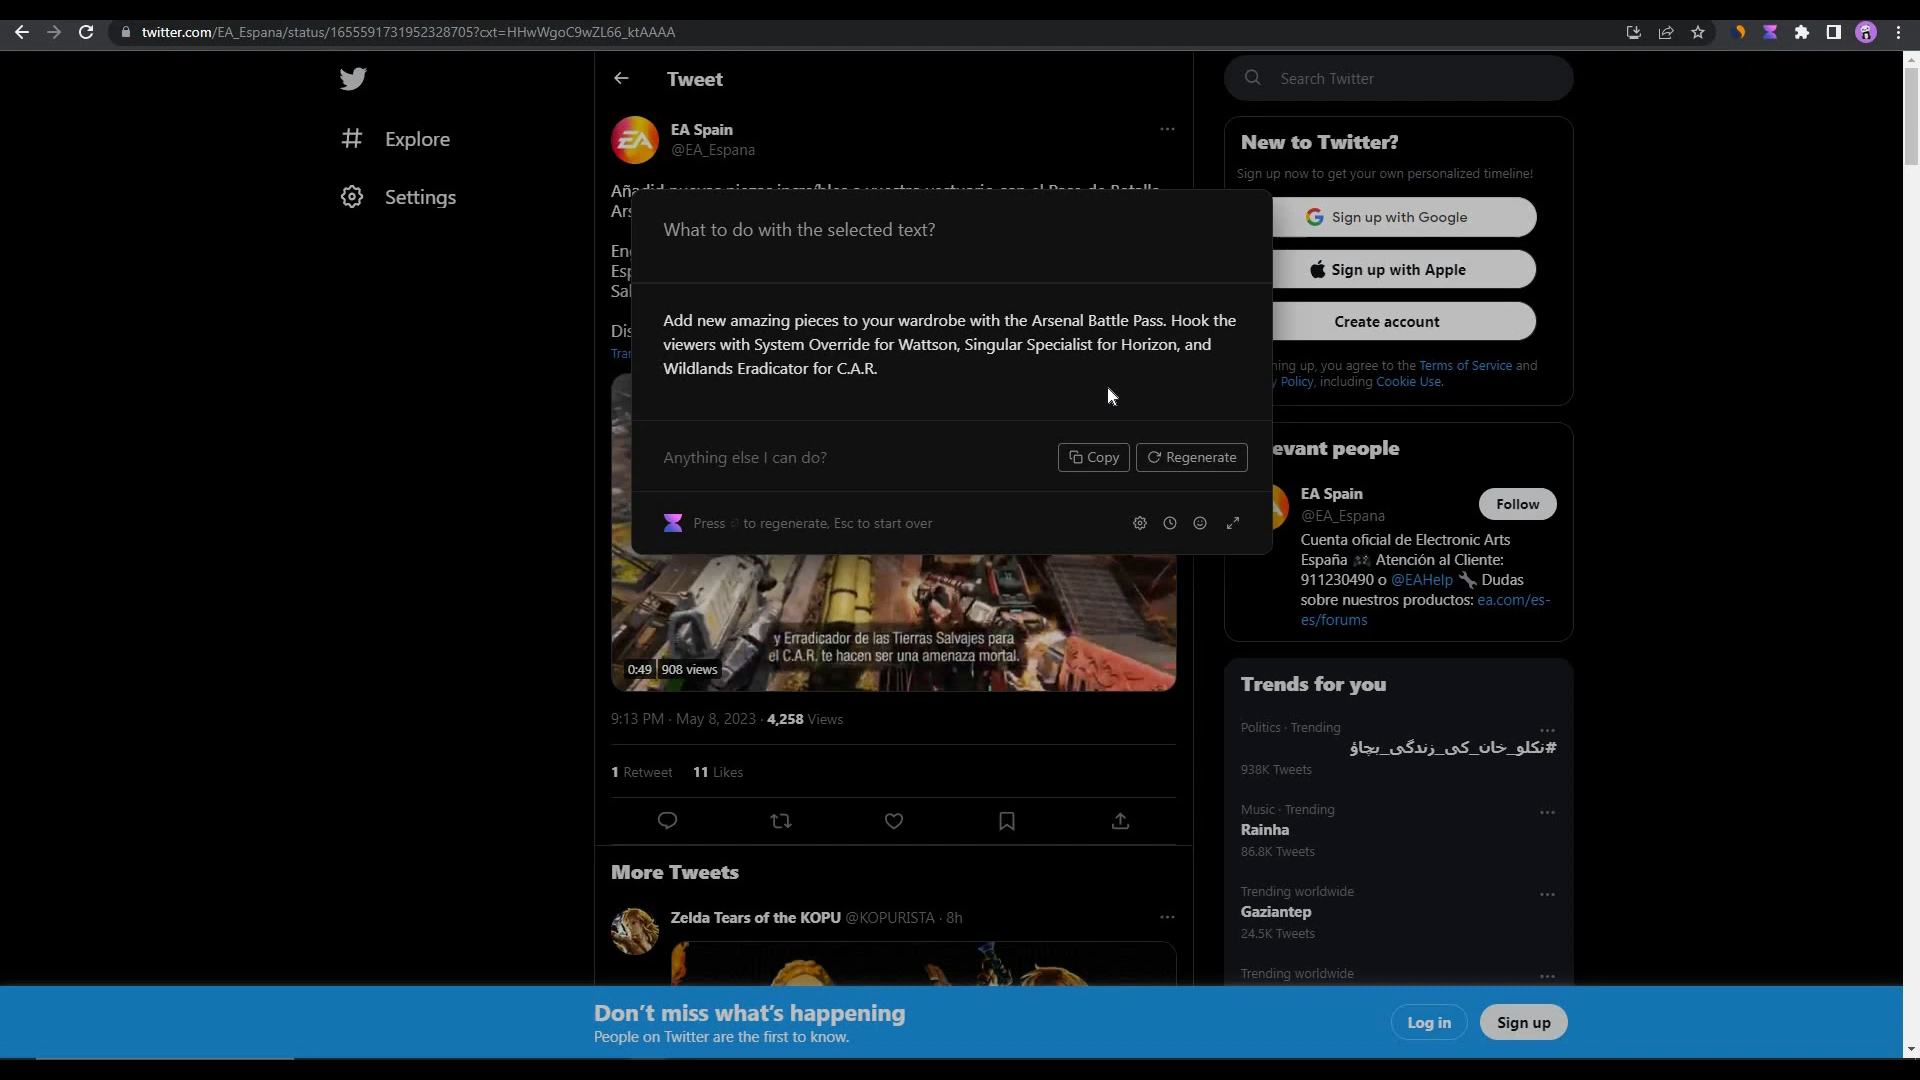 twitter.com/EA_Espana/status/1655591731952328705?cxt=HHwWgoC9wZL66_ktAAAA
Explore
Settings
Tweet
EA Spain
@EA_Espana
What to do with the selected text?
Add new amazing pieces to your wardrobe with the Arsenal Battle Pass. Hook the
viewers with System Override for Wattson, Singular Specialist for Horizon, and
Wildlands Eradicator for C.A.R.
Anything else I can do?
Copy
Regenerate
Press to regenerate, Esc to start over
y Erradicador de las Tierras Salvajes para
el C.A.R. te hacen ser una amenaza mortal.
0:49
908 views
9:13 PM · May 8, 2023 · 4,258 Views
1 Retweet 11 Likes
More Tweets
Zelda Tears of the KOPU @KOPURISTA · 8h
Search Twitter
New to Twitter?
Sign up now to get your own personalized timeline!
Sign up with Google
Sign up with Apple
Create account
up, you agree to the Terms of Service and
Policy, including Cookie Use.
people
EA Spain
@EA_Espana
Follow
Cuenta oficial de Electronic Arts
España 🎮 Atención al Cliente:
911230490 o @EAHelp 🔧 Dudas
sobre nuestros productos: ea.com/es-
es/forums
Trends for you
Politics · Trending
#نکلو_خان_کی_زندگی_بچاؤ
938K Tweets
Music · Trending
Rainha
86.8K Tweets
Trending worldwide
Gaziantep
24.5K Tweets
Trending worldwide
Don't miss what's happening
People on Twitter are the first to know.
Log in
Sign up